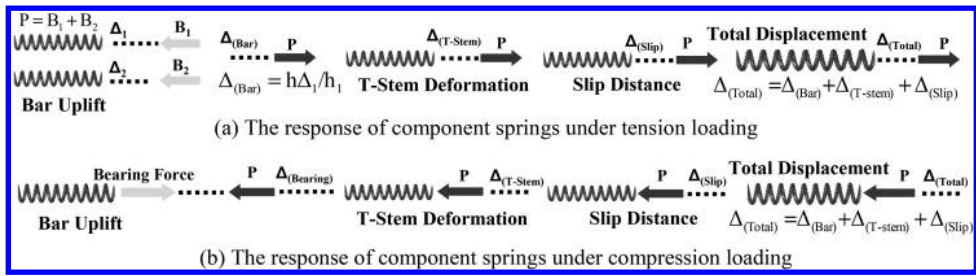 P = B₁ + B₂
Δ₁ B₁
Δ(Bar) P
Δ₂ B₂
Δ(Bar) = hΔ₁/h₁
Bar Uplift
Δ(T-Stem) P
T-Stem Deformation
Δ(Slip) P
Slip Distance
Total Displacement
Δ(Total) P
Δ(Total) =Δ(Bar)+Δ(T-stem) + Δ(Slip)
(a) The response of component springs under tension loading
Bearing Force P Δ(Bearing)
Bar Uplift
P Δ(T-Stem)
T-Stem Deformation
P Δ(Slip)
Slip Distance
Total Displacement
P Δ(Total)
Δ(Total) =Δ(Bar)+Δ(T-stem) + Δ(Slip)
(b) The response of component springs under compression loading